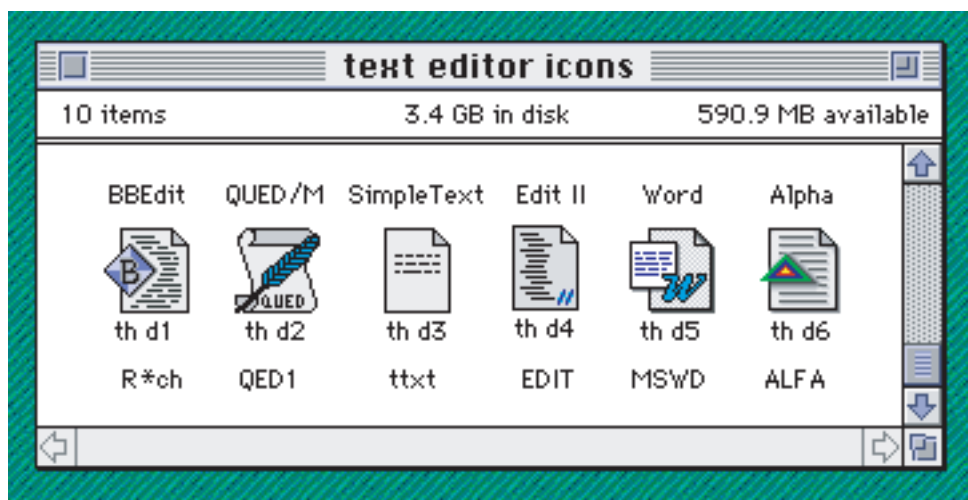 text editor icons
10 items 3.4 GB in disk 590.9 MB available
BBEdit QUED/M SimpleText Edit II Word Alpha
B QUED W
th d1 th d2 th d3 th d4 th d5 th d6
R*ch QED1 ttxt EDIT MSWD ALFA